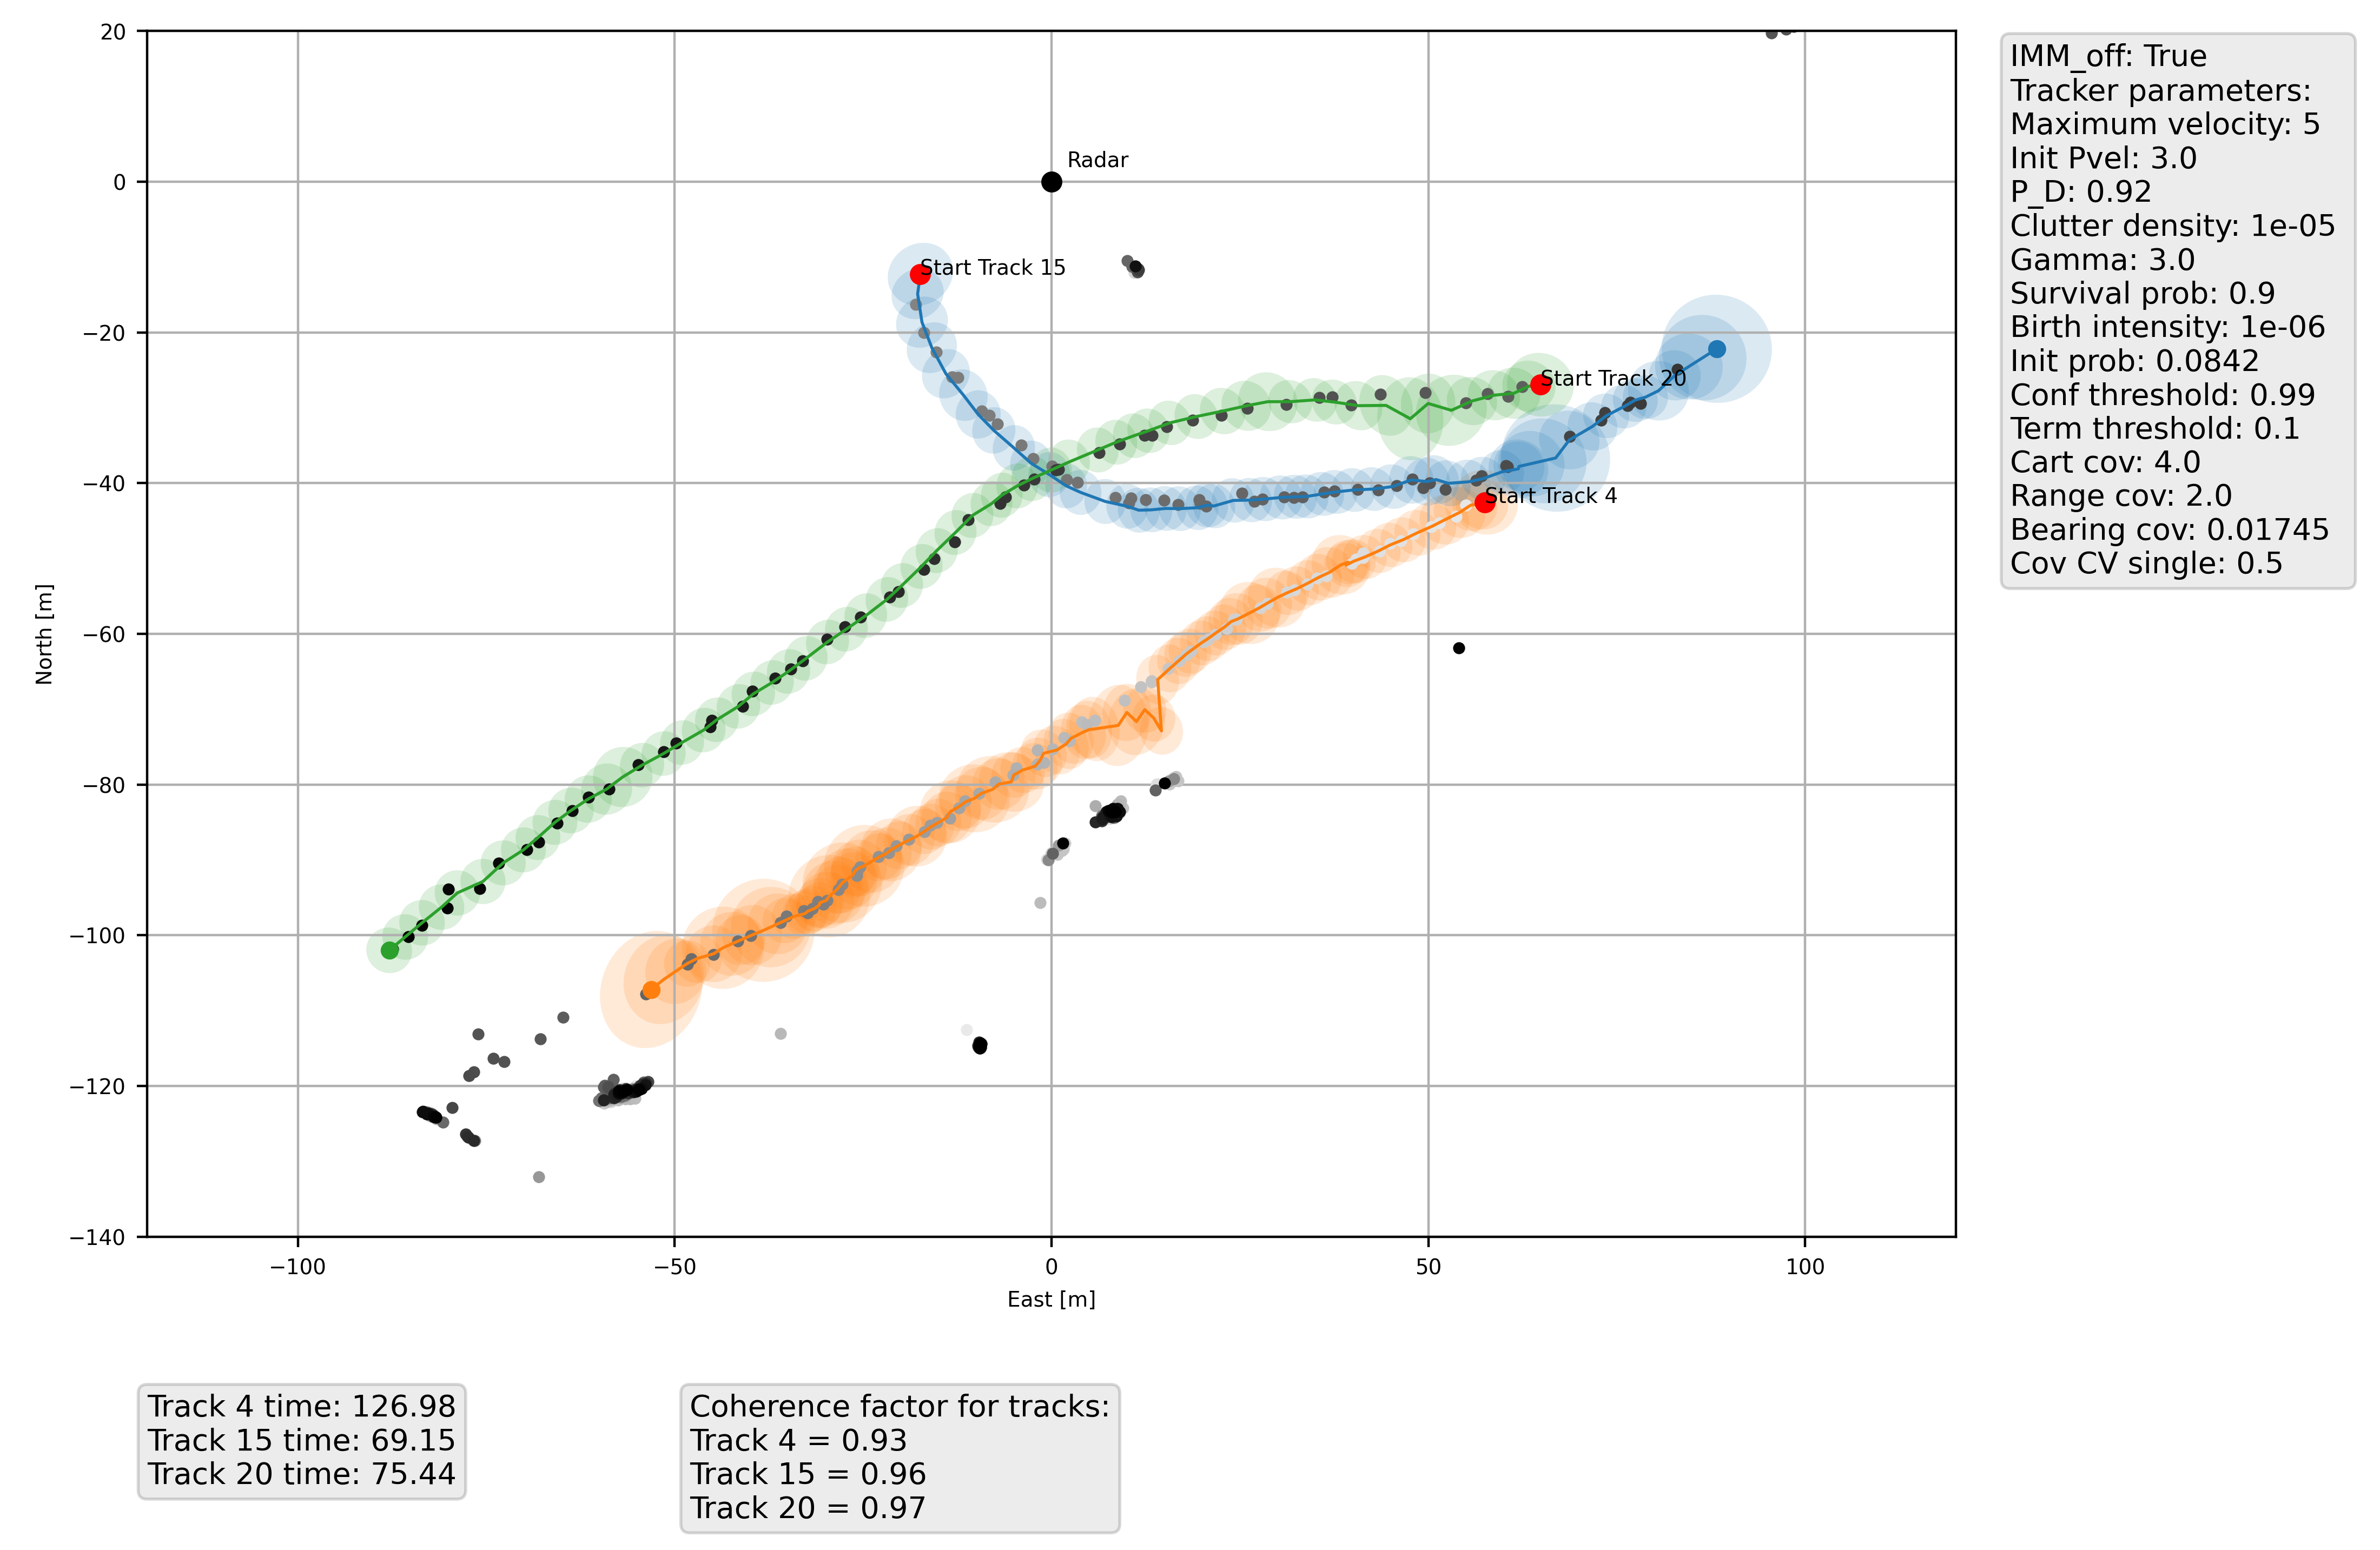 20
0
−20
−40
−60
−80
−100
−120
−140
North [m]
−100
−50
0
50
100
East [m]
Radar
Start Track 15
Start Track 20
Start Track 4
IMM_off: True
Tracker parameters:
Maximum velocity: 5
Init Pvel: 3.0
P_D: 0.92
Clutter density: 1e-05
Gamma: 3.0
Survival prob: 0.9
Birth intensity: 1e-06
Init prob: 0.0842
Conf threshold: 0.99
Term threshold: 0.1
Cart cov: 4.0
Range cov: 2.0
Bearing cov: 0.01745
Cov CV single: 0.5
Track 4 time: 126.98
Track 15 time: 69.15
Track 20 time: 75.44
Coherence factor for tracks:
Track 4 = 0.93
Track 15 = 0.96
Track 20 = 0.97